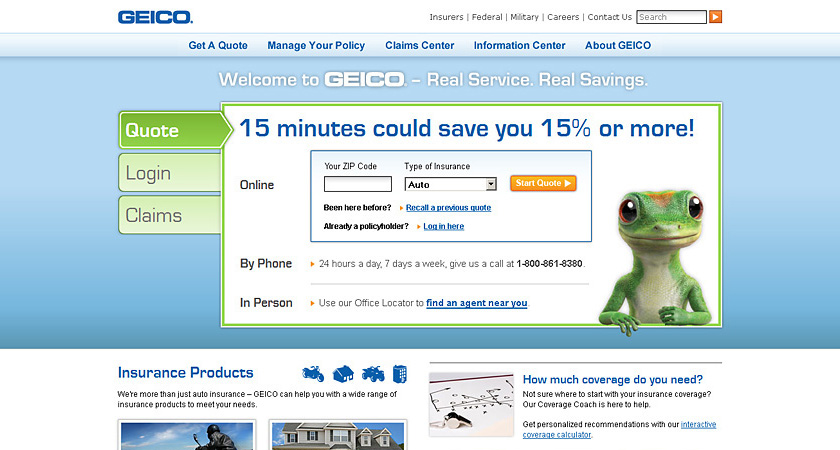 GEICO.
Insurers | Federal | Military | Careers | Contact Us
Search
Get A Quote
Manage Your Policy
Claims Center
Information Center
About GEICO
Welcome to GEICO. – Real Service. Real Savings.
Quote
Login
Claims
15 minutes could save you 15% or more!
Online
Your ZIP Code
Type of Insurance
Auto
Start Quote
Been here before? Recall a previous quote
Already a policyholder? Log in here
By Phone
24 hours a day, 7 days a week, give us a call at 1-800-861-8380.
In Person
Use our Office Locator to find an agent near you.
Insurance Products
We're more than just auto insurance – GEICO can help you with a wide range of
insurance products to meet your needs.
How much coverage do you need?
Not sure where to start with your insurance coverage?
Our Coverage Coach is here to help.
Get personalized recommendations with our interactive
coverage calculator.